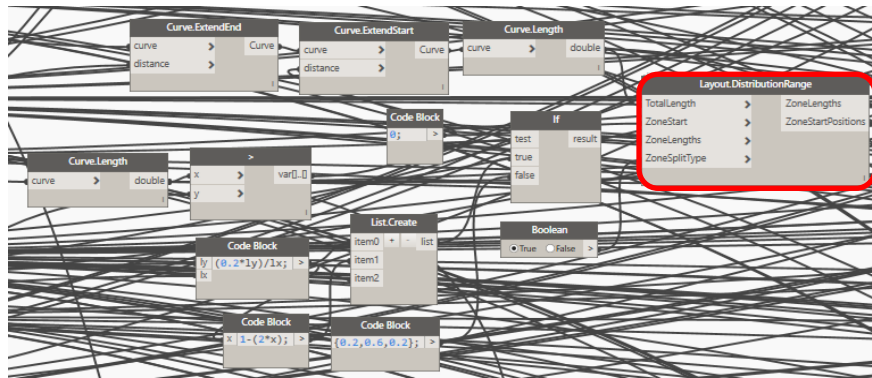 Curve.ExtendEnd
curve > Curve
distance >
I
Curve.ExtendStart
curve > Curve
distance >
I
Curve.Length
curve > double
I
Layout.DistributionRange
TotalLength > ZoneLengths
ZoneStart > ZoneStartPositions
ZoneLengths >
ZoneSplitType >
I
Code Block
0; >
If
test result
true
false
Curve.Length
curve > double
I
>
x > var[]..[]
y >
I
List.Create
item0 + - list
item1
item2
Boolean
True False >
Code Block
ly (0.2*ly)/lx; >
lx
Code Block
x 1-(2*x); >
Code Block
{0.2,0.6,0.2}; >